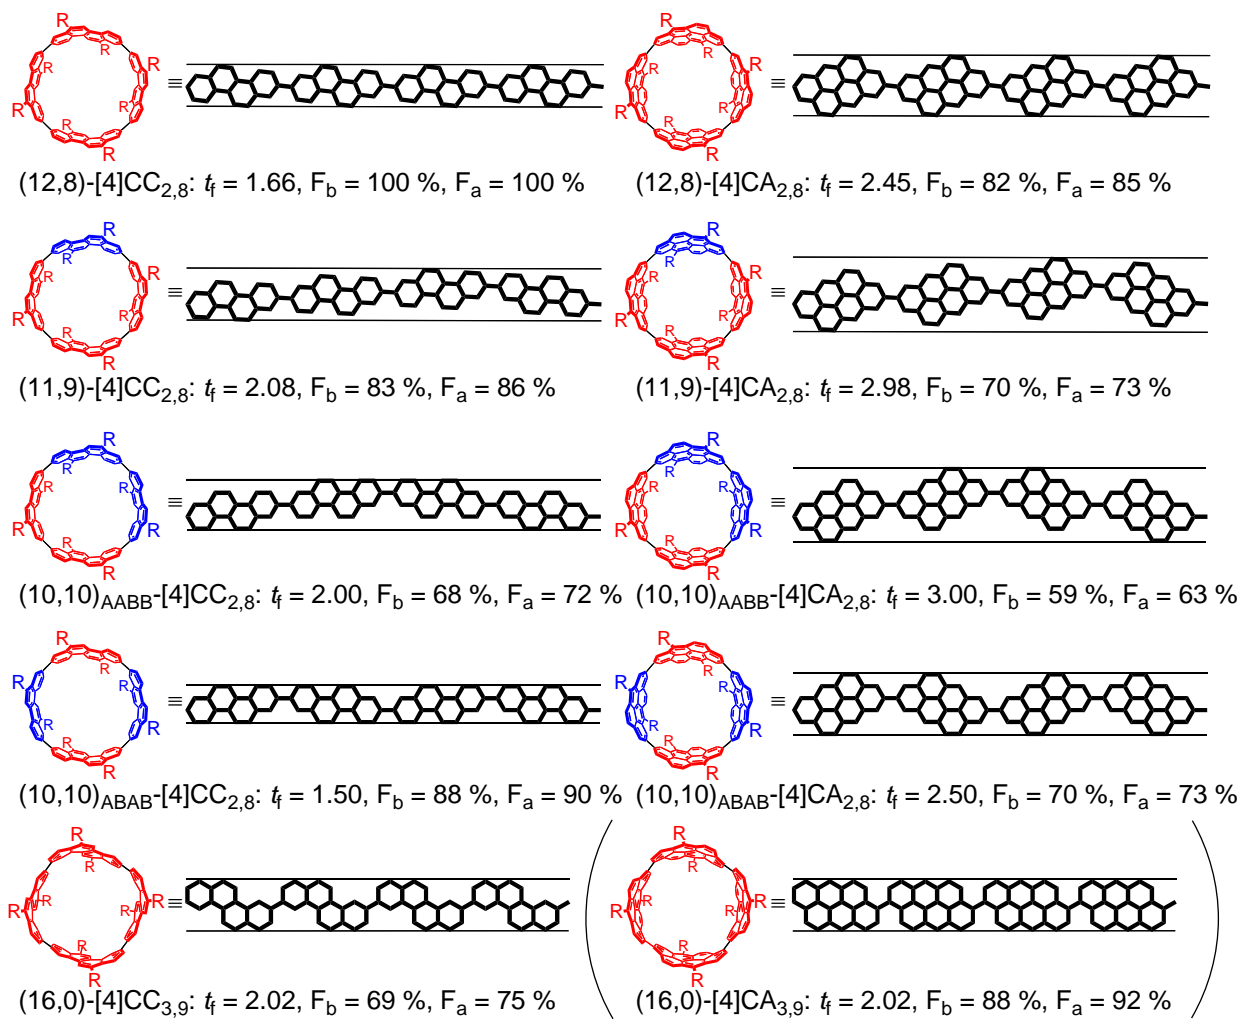 R R R R R R R R ≡
R R R R R R R R ≡
(12,8)-[4]CC2,8: tf = 1.66, Fb = 100 %, Fa = 100 %
(12,8)-[4]CA2,8: tf = 2.45, Fb = 82 %, Fa = 85 %
R R R R R R R R ≡
R R R R R R R R ≡
(11,9)-[4]CC2,8: tf = 2.08, Fb = 83 %, Fa = 86 %
(11,9)-[4]CA2,8: tf = 2.98, Fb = 70 %, Fa = 73 %
R R R R R R R R ≡
R R R R R R R R ≡
(10,10)AABB-[4]CC2,8: tf = 2.00, Fb = 68 %, Fa = 72 %
(10,10)AABB-[4]CA2,8: tf = 3.00, Fb = 59 %, Fa = 63 %
R R R R R R R R ≡
R R R R R R R R ≡
(10,10)ABAB-[4]CC2,8: tf = 1.50, Fb = 88 %, Fa = 90 %
(10,10)ABAB-[4]CA2,8: tf = 2.50, Fb = 70 %, Fa = 73 %
R R R R R R R R ≡
R R R R R R R R ≡
(16,0)-[4]CC3,9: tf = 2.02, Fb = 69 %, Fa = 75 %
(16,0)-[4]CA3,9: tf = 2.02, Fb = 88 %, Fa = 92 %